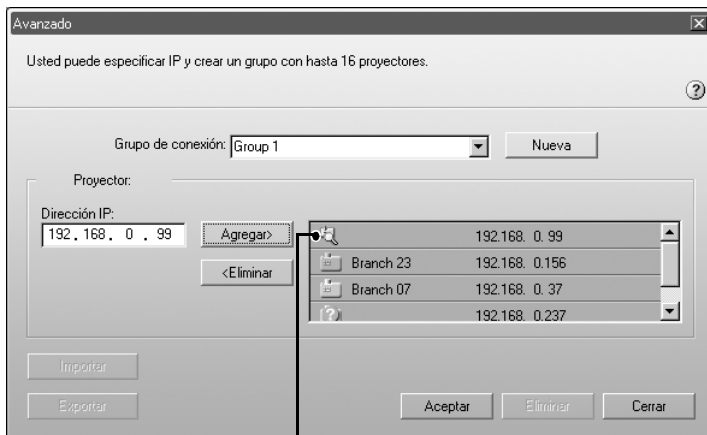 Avanzado
Usted puede especificar IP y crear un grupo con hasta 16 proyectores.
Grupo de conexión: Group 1
Nueva
Proyector:
Dirección IP:
192. 168. 0 . 99
Agregar>
<Eliminar
192.168. 0. 99
Branch 23 192.168. 0.156
Branch 07 192.168. 0. 37
192.168. 0.237
Importar
Exportar
Aceptar
Eliminar
Cerrar